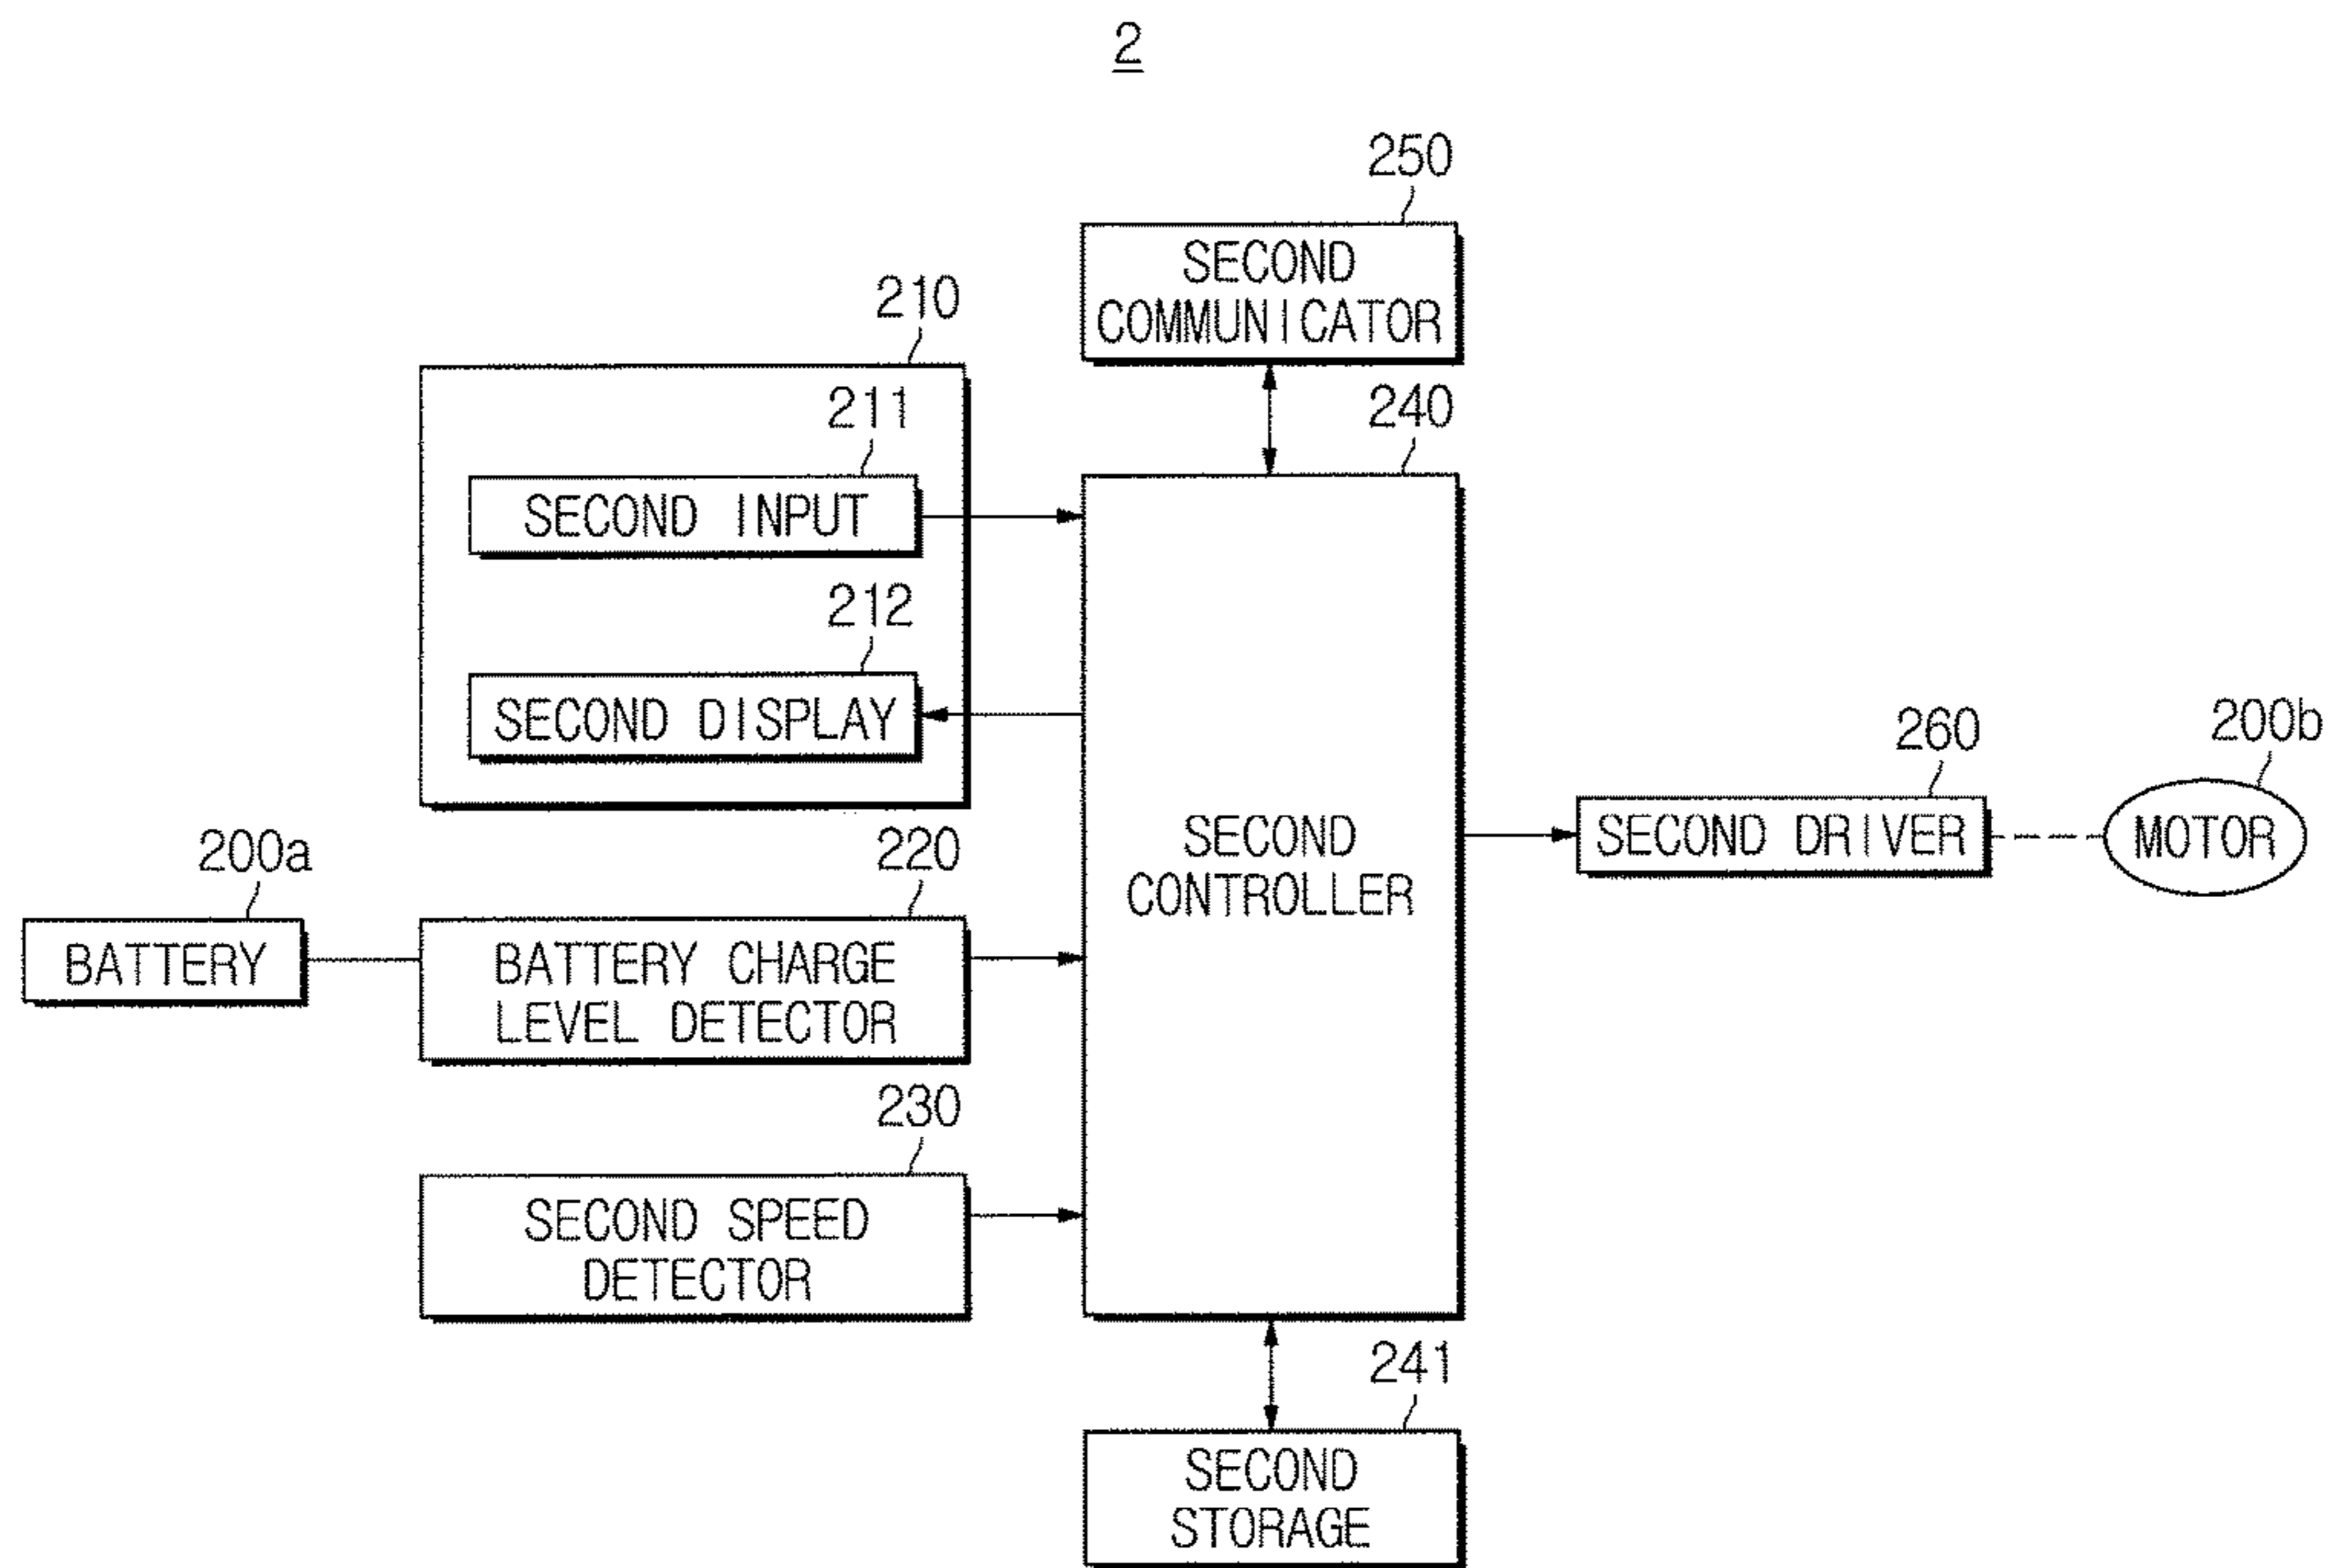 2
250
SECOND
COMMUNICATOR
210
211
SECOND INPUT
212
SECOND DISPLAY
240
SECOND
CONTROLLER
260
SECOND DRIVER
200b
MOTOR
200a
BATTERY
220
BATTERY CHARGE
LEVEL DETECTOR
230
SECOND SPEED
DETECTOR
241
SECOND
STORAGE